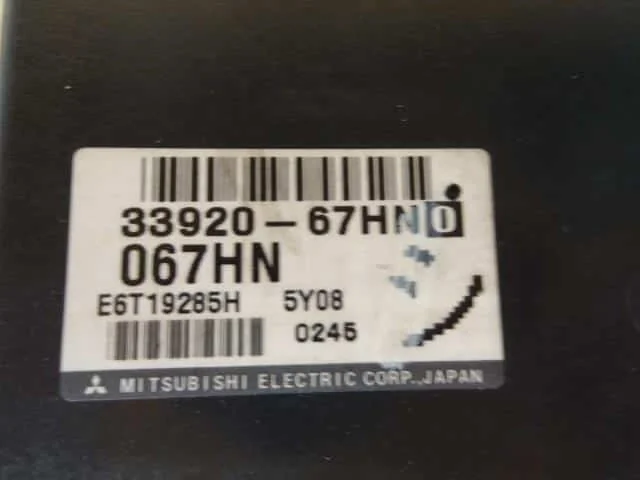 33920-67HN0
067HN
E6T19285H 5Y08
0245
MITSUBISHI ELECTRIC CORP., JAPAN